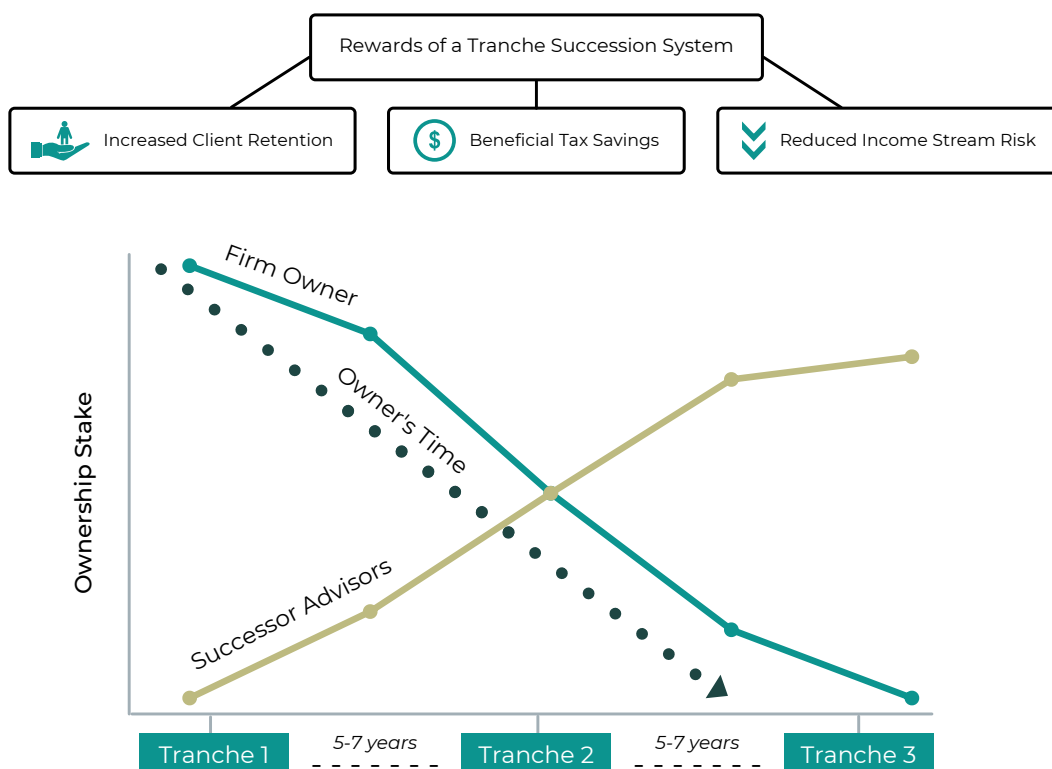 Rewards of a Tranche Succession System
Increased Client Retention
$
Beneficial Tax Savings
Reduced Income Stream Risk
Firm Owner
Owner's Time
Successor Advisors
Ownership Stake
Tranche 1
5-7 years
Tranche 2
5-7 years
Tranche 3